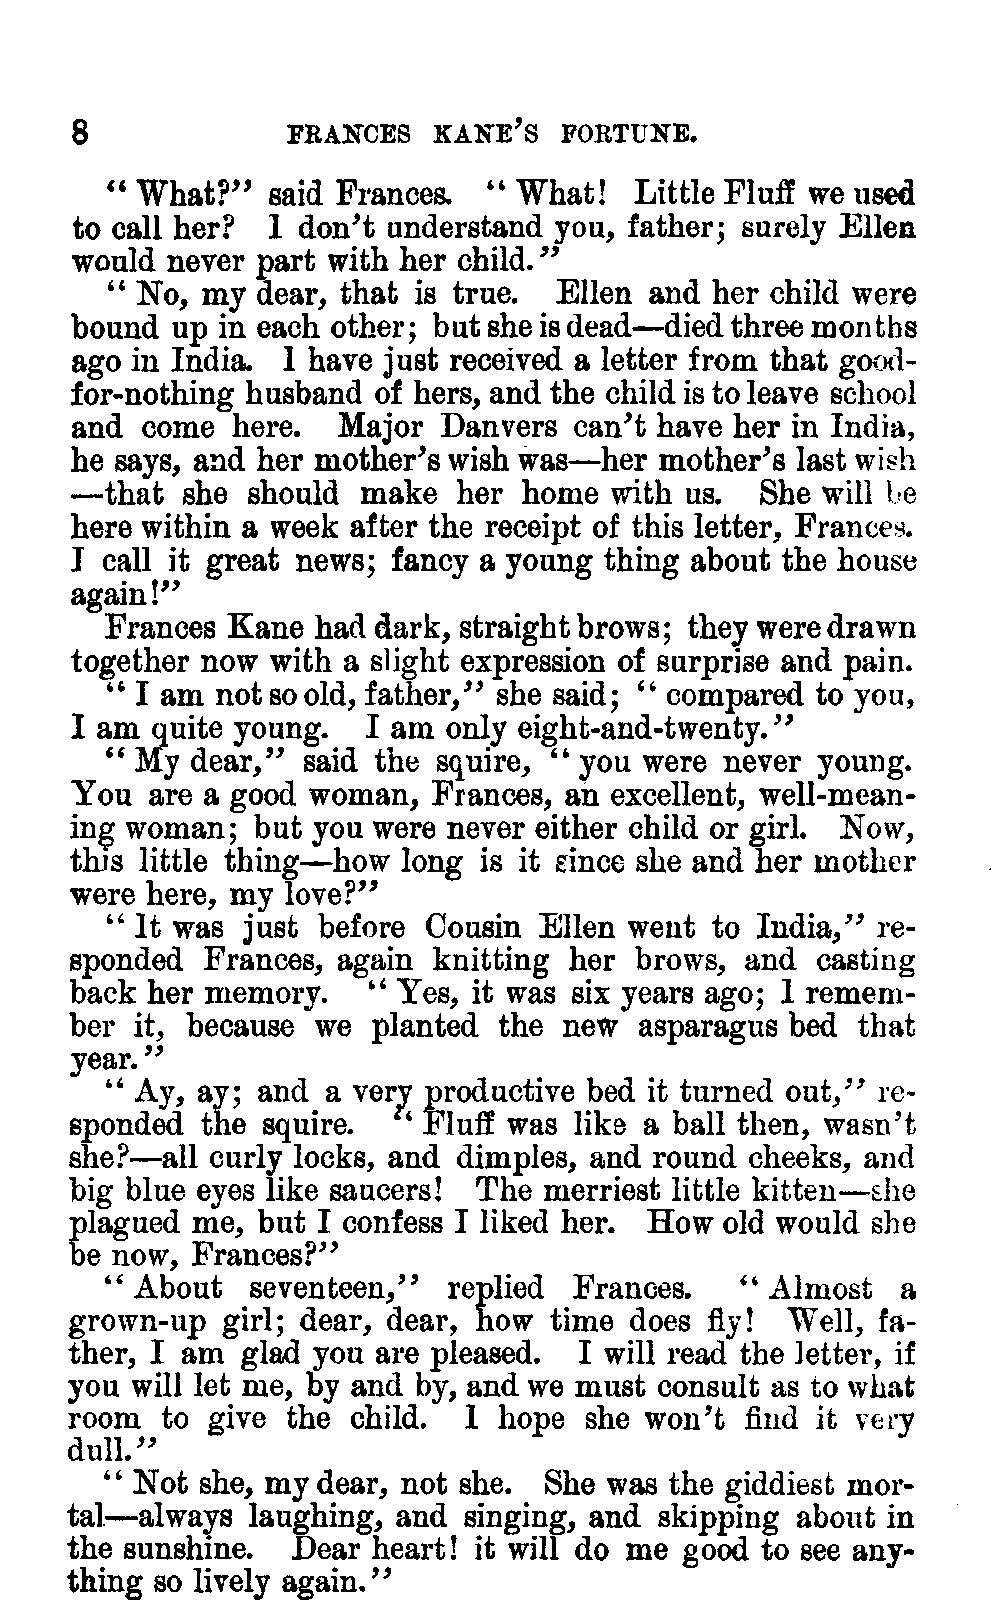 8 FRANCES KANE'S FORTUNE.
"What?" said Frances. "What! Little Fluff we used
to call her? I don't understand you, father; surely Ellen
would never part with her child."
"No, my dear, that is true. Ellen and her child were
bound up in each other; but she is dead—died three months
ago in India. I have just received a letter from that good-
for-nothing husband of hers, and the child is to leave school
and come here. Major Danvers can't have her in India,
he says, and her mother's wish was—her mother's last wish
—that she should make her home with us. She will be
here within a week after the receipt of this letter, Frances.
I call it great news; fancy a young thing about the house
again!"
Frances Kane had dark, straight brows; they were drawn
together now with a slight expression of surprise and pain.
"I am not so old, father," she said; "compared to you,
I am quite young. I am only eight-and-twenty."
"My dear," said the squire, "you were never young.
You are a good woman, Frances, an excellent, well-mean-
ing woman; but you were never either child or girl. Now,
this little thing—how long is it since she and her mother
were here, my love?"
"It was just before Cousin Ellen went to India," re-
sponded Frances, again knitting her brows, and casting
back her memory. "Yes, it was six years ago; I remem-
ber it, because we planted the new asparagus bed that
year."
"Ay, ay; and a very productive bed it turned out," re-
sponded the squire. "Fluff was like a ball then, wasn't
she?—all curly locks, and dimples, and round cheeks, and
big blue eyes like saucers! The merriest little kitten—she
plagued me, but I confess I liked her. How old would she
be now, Frances?"
"About seventeen," replied Frances. "Almost a
grown-up girl; dear, dear, how time does fly! Well, fa-
ther, I am glad you are pleased. I will read the letter, if
you will let me, by and by, and we must consult as to what
room to give the child. I hope she won't find it very
dull."
"Not she, my dear, not she. She was the giddiest mor-
tal—always laughing, and singing, and skipping about in
the sunshine. Dear heart! it will do me good to see any-
thing so lively again."